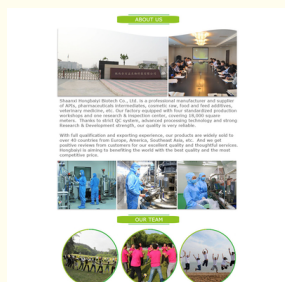 ABOUT US
Shaanxi Hongbaiyi Biotech Co., Ltd. is a professional manufacturer and supplier
of APIs, pharmaceuticals intermediates, cosmetic raw, food and feed additives,
veterinary medicine, etc. Our factory equipped with four standardized production
workshops and one research & inspection center, covering 18,000 square
meters . Thanks to strict QC system, advanced processing technology and strong
Research & Development strength, our quality is very reliable.
With full qualification and exporting experience, our products are widely sold to
over 40 countries from Europe, America, Southeast Asia, etc. And we get
positive reviews from customers for our excellent quality and thoughtful services.
Hongbaiyi is aiming to benefiting the world with the best quality and the most
competitive price.
OUR TEAM